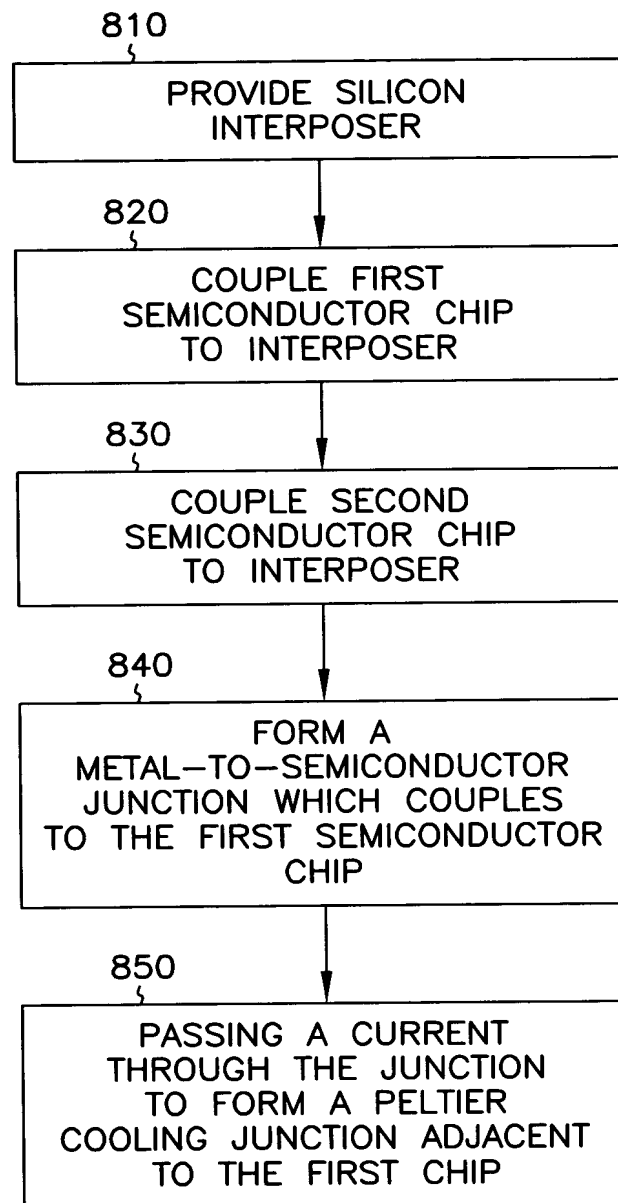 810
PROVIDE SILICON
INTERPOSER
820
COUPLE FIRST
SEMICONDUCTOR CHIP
TO INTERPOSER
830
COUPLE SECOND
SEMICONDUCTOR CHIP
TO INTERPOSER
840
FORM A
METAL-TO-SEMICONDUCTOR
JUNCTION WHICH COUPLES
TO THE FIRST SEMICONDUCTOR
CHIP
850
PASSING A CURRENT
THROUGH THE JUNCTION
TO FORM A PELTIER
COOLING JUNCTION ADJACENT
TO THE FIRST CHIP